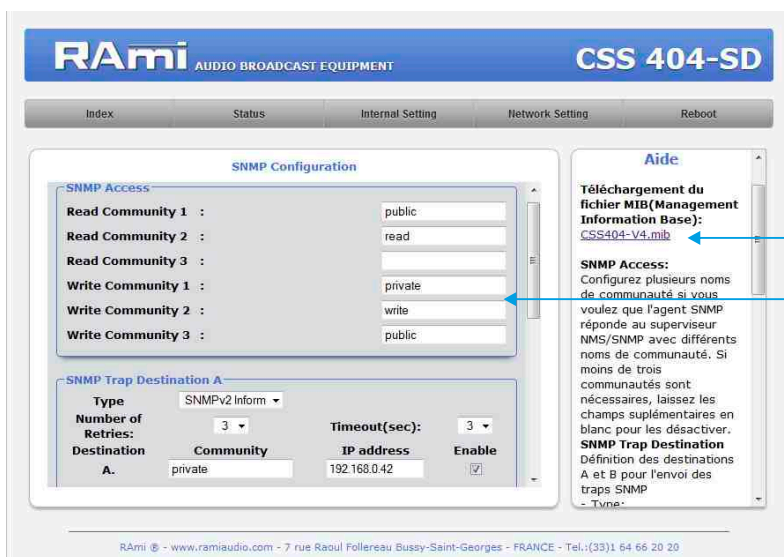 RAmi AUDIO BROADCAST EQUIPMENT
CSS 404-SD
Index Status Internal Setting Network Setting Reboot
SNMP Configuration
SNMP Access
Read Community 1 : public
Read Community 2 : read
Read Community 3 :
Write Community 1 : private
Write Community 2 : write
Write Community 3 : public
SNMP Trap Destination A
Type SNMPv2 Inform
Number of Retries: 3 Timeout(sec): 3
Destination Community IP address Enable
A. private 192.168.0.42
Aide
Téléchargement du
fichier MIB(Management
Information Base):
CSS404-V4.mib
SNMP Access:
Configurez plusieurs noms
de communauté si vous
voulez que l'agent SNMP
réponde au superviseur
NMS/SNMP avec différents
noms de communauté. Si
moins de trois
communautés sont
nécessaires, laissez les
champs suplémentaires en
blanc pour les désactiver.
SNMP Trap Destination
Définition des destinations
A et B pour l'envoi des
traps SNMP
- Type:
RAmi ® - www.ramiaudio.com - 7 rue Raoul Follereau Bussy-Saint-Georges - FRANCE - Tel.:(33)1 64 66 20 20